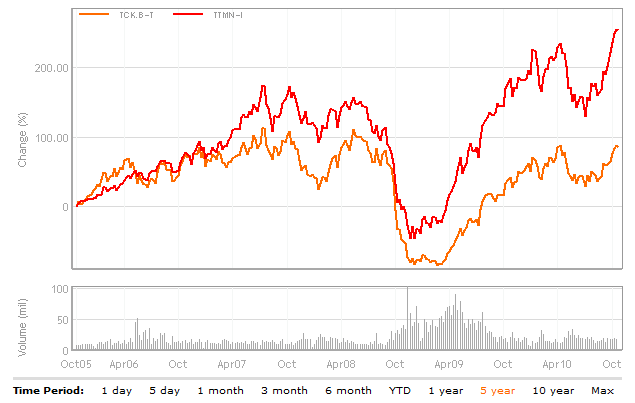 TCK.B-T TTMN-I
Change (%)
200.00
100.00
0
Volume (mil)
100
50
0
Oct05 Apr06 Oct Apr07 Oct Apr08 Oct Apr09 Oct Apr10 Oct
Time Period: 1 day 5 day 1 month 3 month 6 month YTD 1 year 5 year 10 year Max